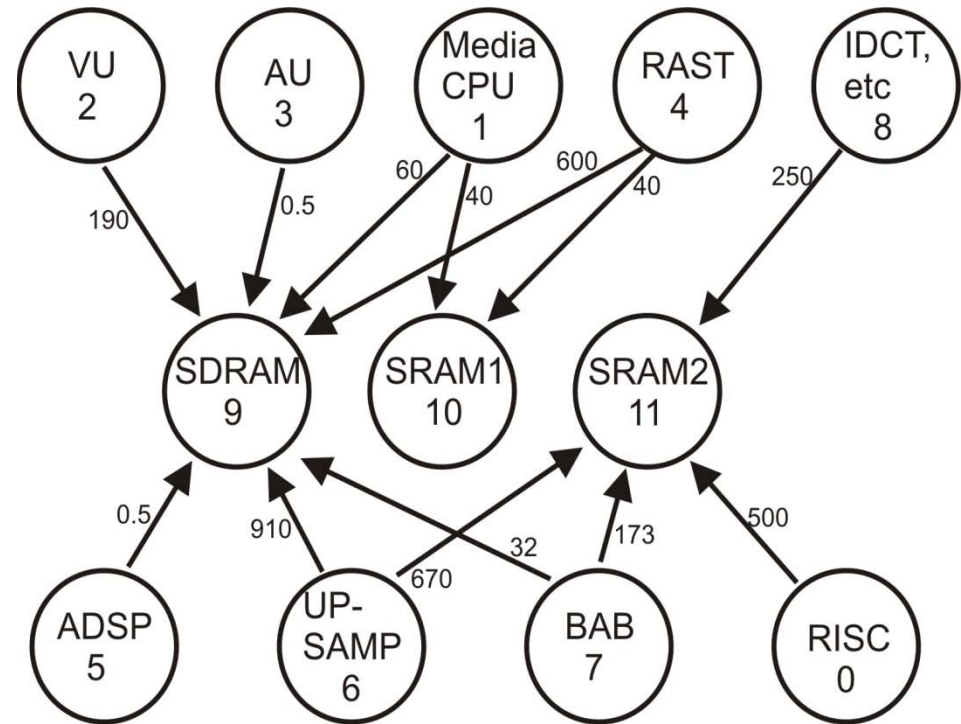 VU
2
AU
3
Media
CPU
1
RAST
4
IDCT,
etc
8
190
0.5
60
40
600
40
250
SDRAM
9
SRAM1
10
SRAM2
11
0.5
910
670
32
173
500
ADSP
5
UP-
SAMP
6
BAB
7
RISC
0